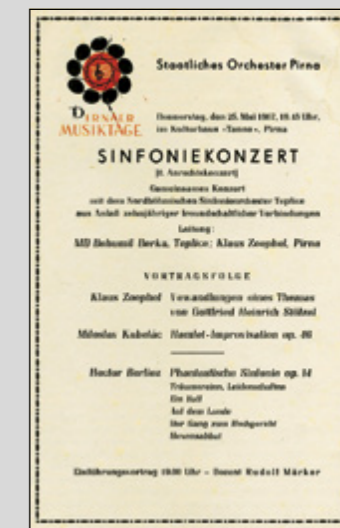 Staatliches Orchester Pirna
PIRNAER
MUSIKTAGE
Donnerstag, den 25. Mai 1967, 19.45 Uhr,
im Kulturhaus »Tanne«, Pirna
SINFONIEKONZERT
Gemeinsames Konzert
mit dem Nordböhmischen Sinfonieorchester Teplice
aus Anlaß zehnjähriger freundschaftlicher Verbindungen
Leitung:
MD Bohumil Berka, Teplice; Klaus Zoephel, Pirna
VORTRAGSFOLGE
Klaus Zoephel Verwandlungen eines Themas
von Gottfried Heinrich Stölzel
Miloslav Kabeláč Hamlet-Improvisation op. 46
Hector Berlioz Phantastische Sinfonie op. 14
Träumereien, Leidenschaften
Ein Ball
Auf dem Lande
Der Gang zum Hochgericht
Hexensabbat
Einführungsvortrag 19.00 Uhr – Dozent Rudolf Märker